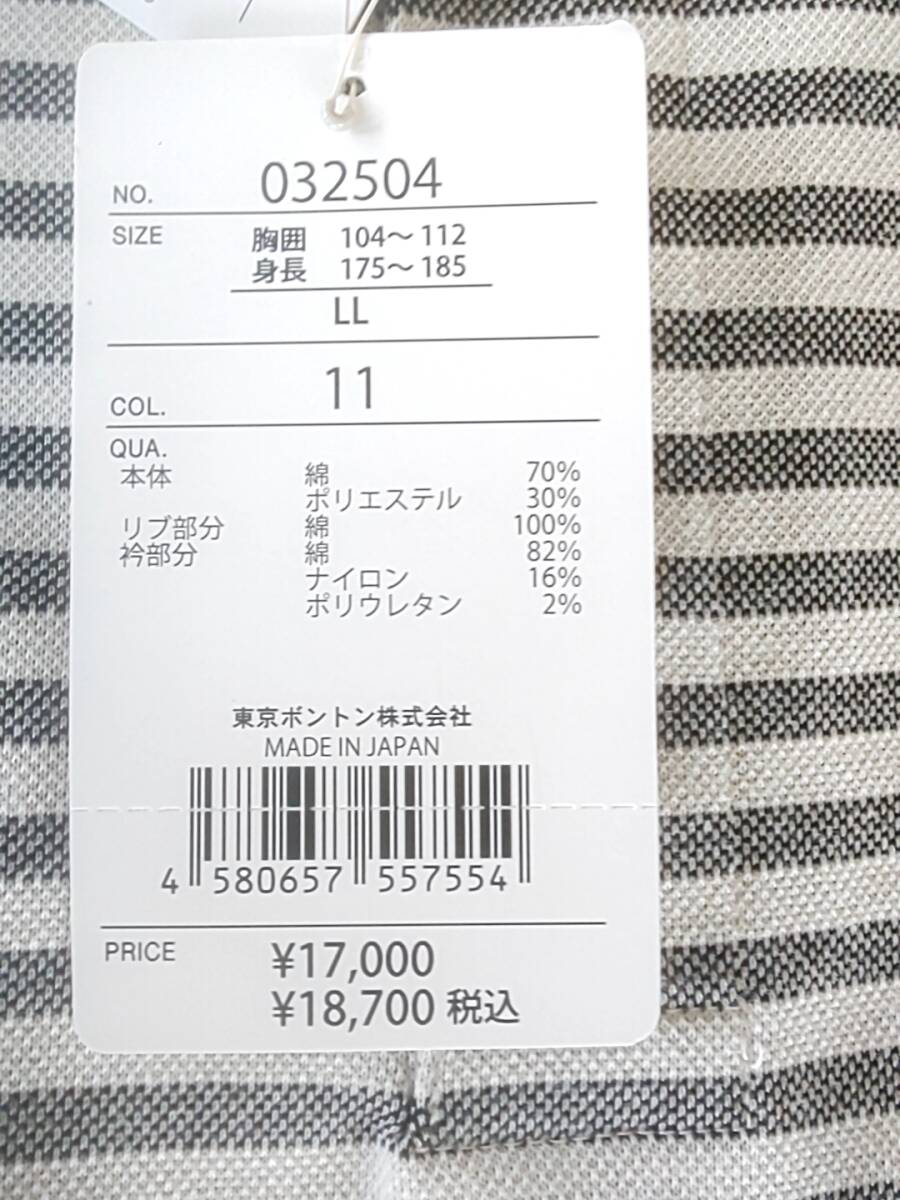 NO. 032504
SIZE 胸囲 104～112
身長 175～185
LL
COL. 11
QUA.
本体 綿 70%
ポリエステル 30%
リブ部分 綿 100%
衿部分 綿 82%
ナイロン 16%
ポリウレタン 2%
東京ボントン株式会社
MADE IN JAPAN
4 580657 557554
PRICE ¥17,000
¥18,700 税込